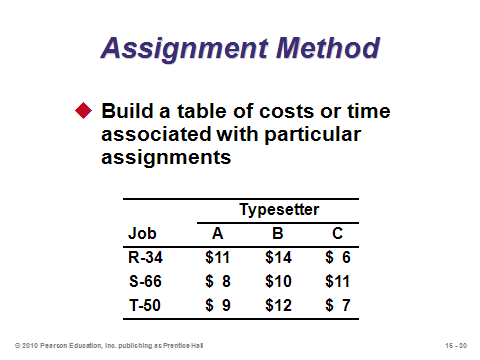 Assignment Method
Build a table of costs or time
associated with particular
assignments
Typesetter
Job A B C
R-34 $11 $14 $ 6
S-66 $ 8 $10 $11
T-50 $ 9 $12 $ 7
© 2010 Pearson Education, Inc. publishing as Prentice Hall 15 - 30